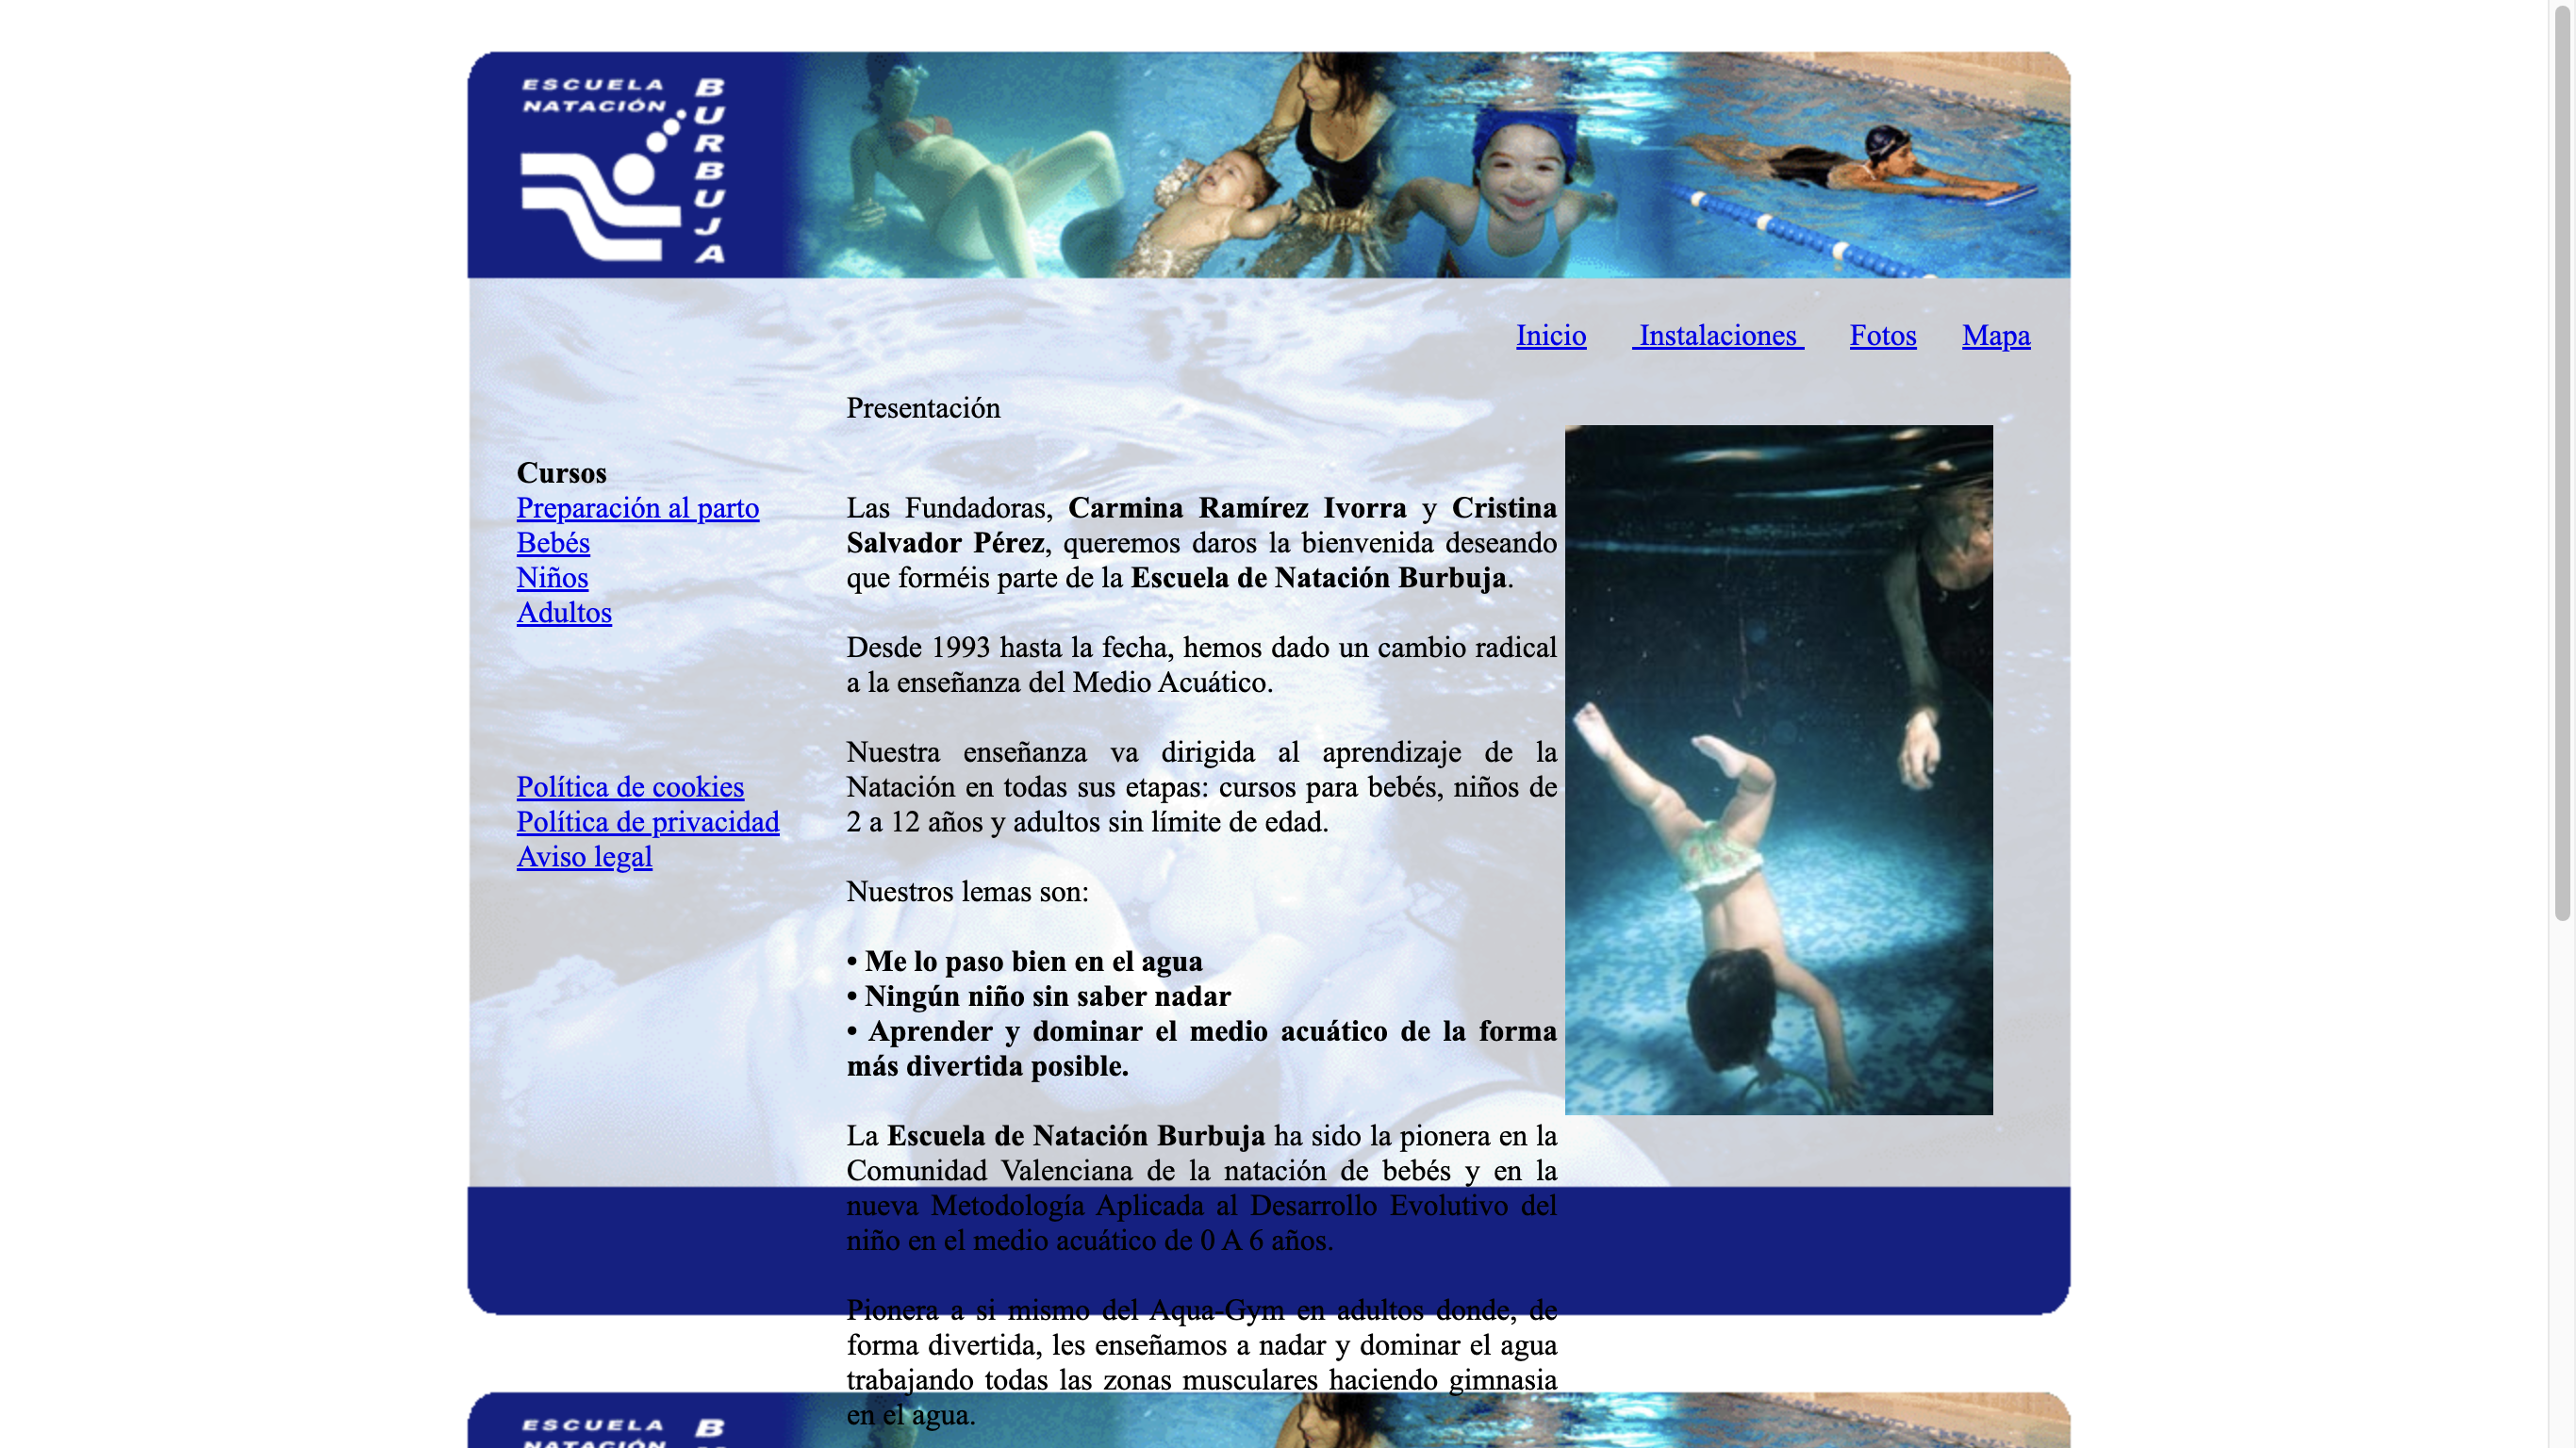 ESCUELA
NATACIÓN
BURBUJA
Inicio Instalaciones Fotos Mapa
Presentación
Cursos
Preparación al parto
Bebés
Niños
Adultos
Política de cookies
Política de privacidad
Aviso legal
Las Fundadoras, Carmina Ramírez Ivorra y Cristina
Salvador Pérez, queremos daros la bienvenida deseando
que forméis parte de la Escuela de Natación Burbuja.
Desde 1993 hasta la fecha, hemos dado un cambio radical
a la enseñanza del Medio Acuático.
Nuestra enseñanza va dirigida al aprendizaje de la
Natación en todas sus etapas: cursos para bebés, niños de
2 a 12 años y adultos sin límite de edad.
Nuestros lemas son:
• Me lo paso bien en el agua
• Ningún niño sin saber nadar
• Aprender y dominar el medio acuático de la forma
más divertida posible.
La Escuela de Natación Burbuja ha sido la pionera en la
Comunidad Valenciana de la natación de bebés y en la
nueva Metodología Aplicada al Desarrollo Evolutivo del
niño en el medio acuático de 0 A 6 años.
Pionera a si mismo del Aqua-Gym en adultos donde, de
forma divertida, les enseñamos a nadar y dominar el agua
trabajando todas las zonas musculares haciendo gimnasia
en el agua.
ESCUELA
NATACIÓN
B